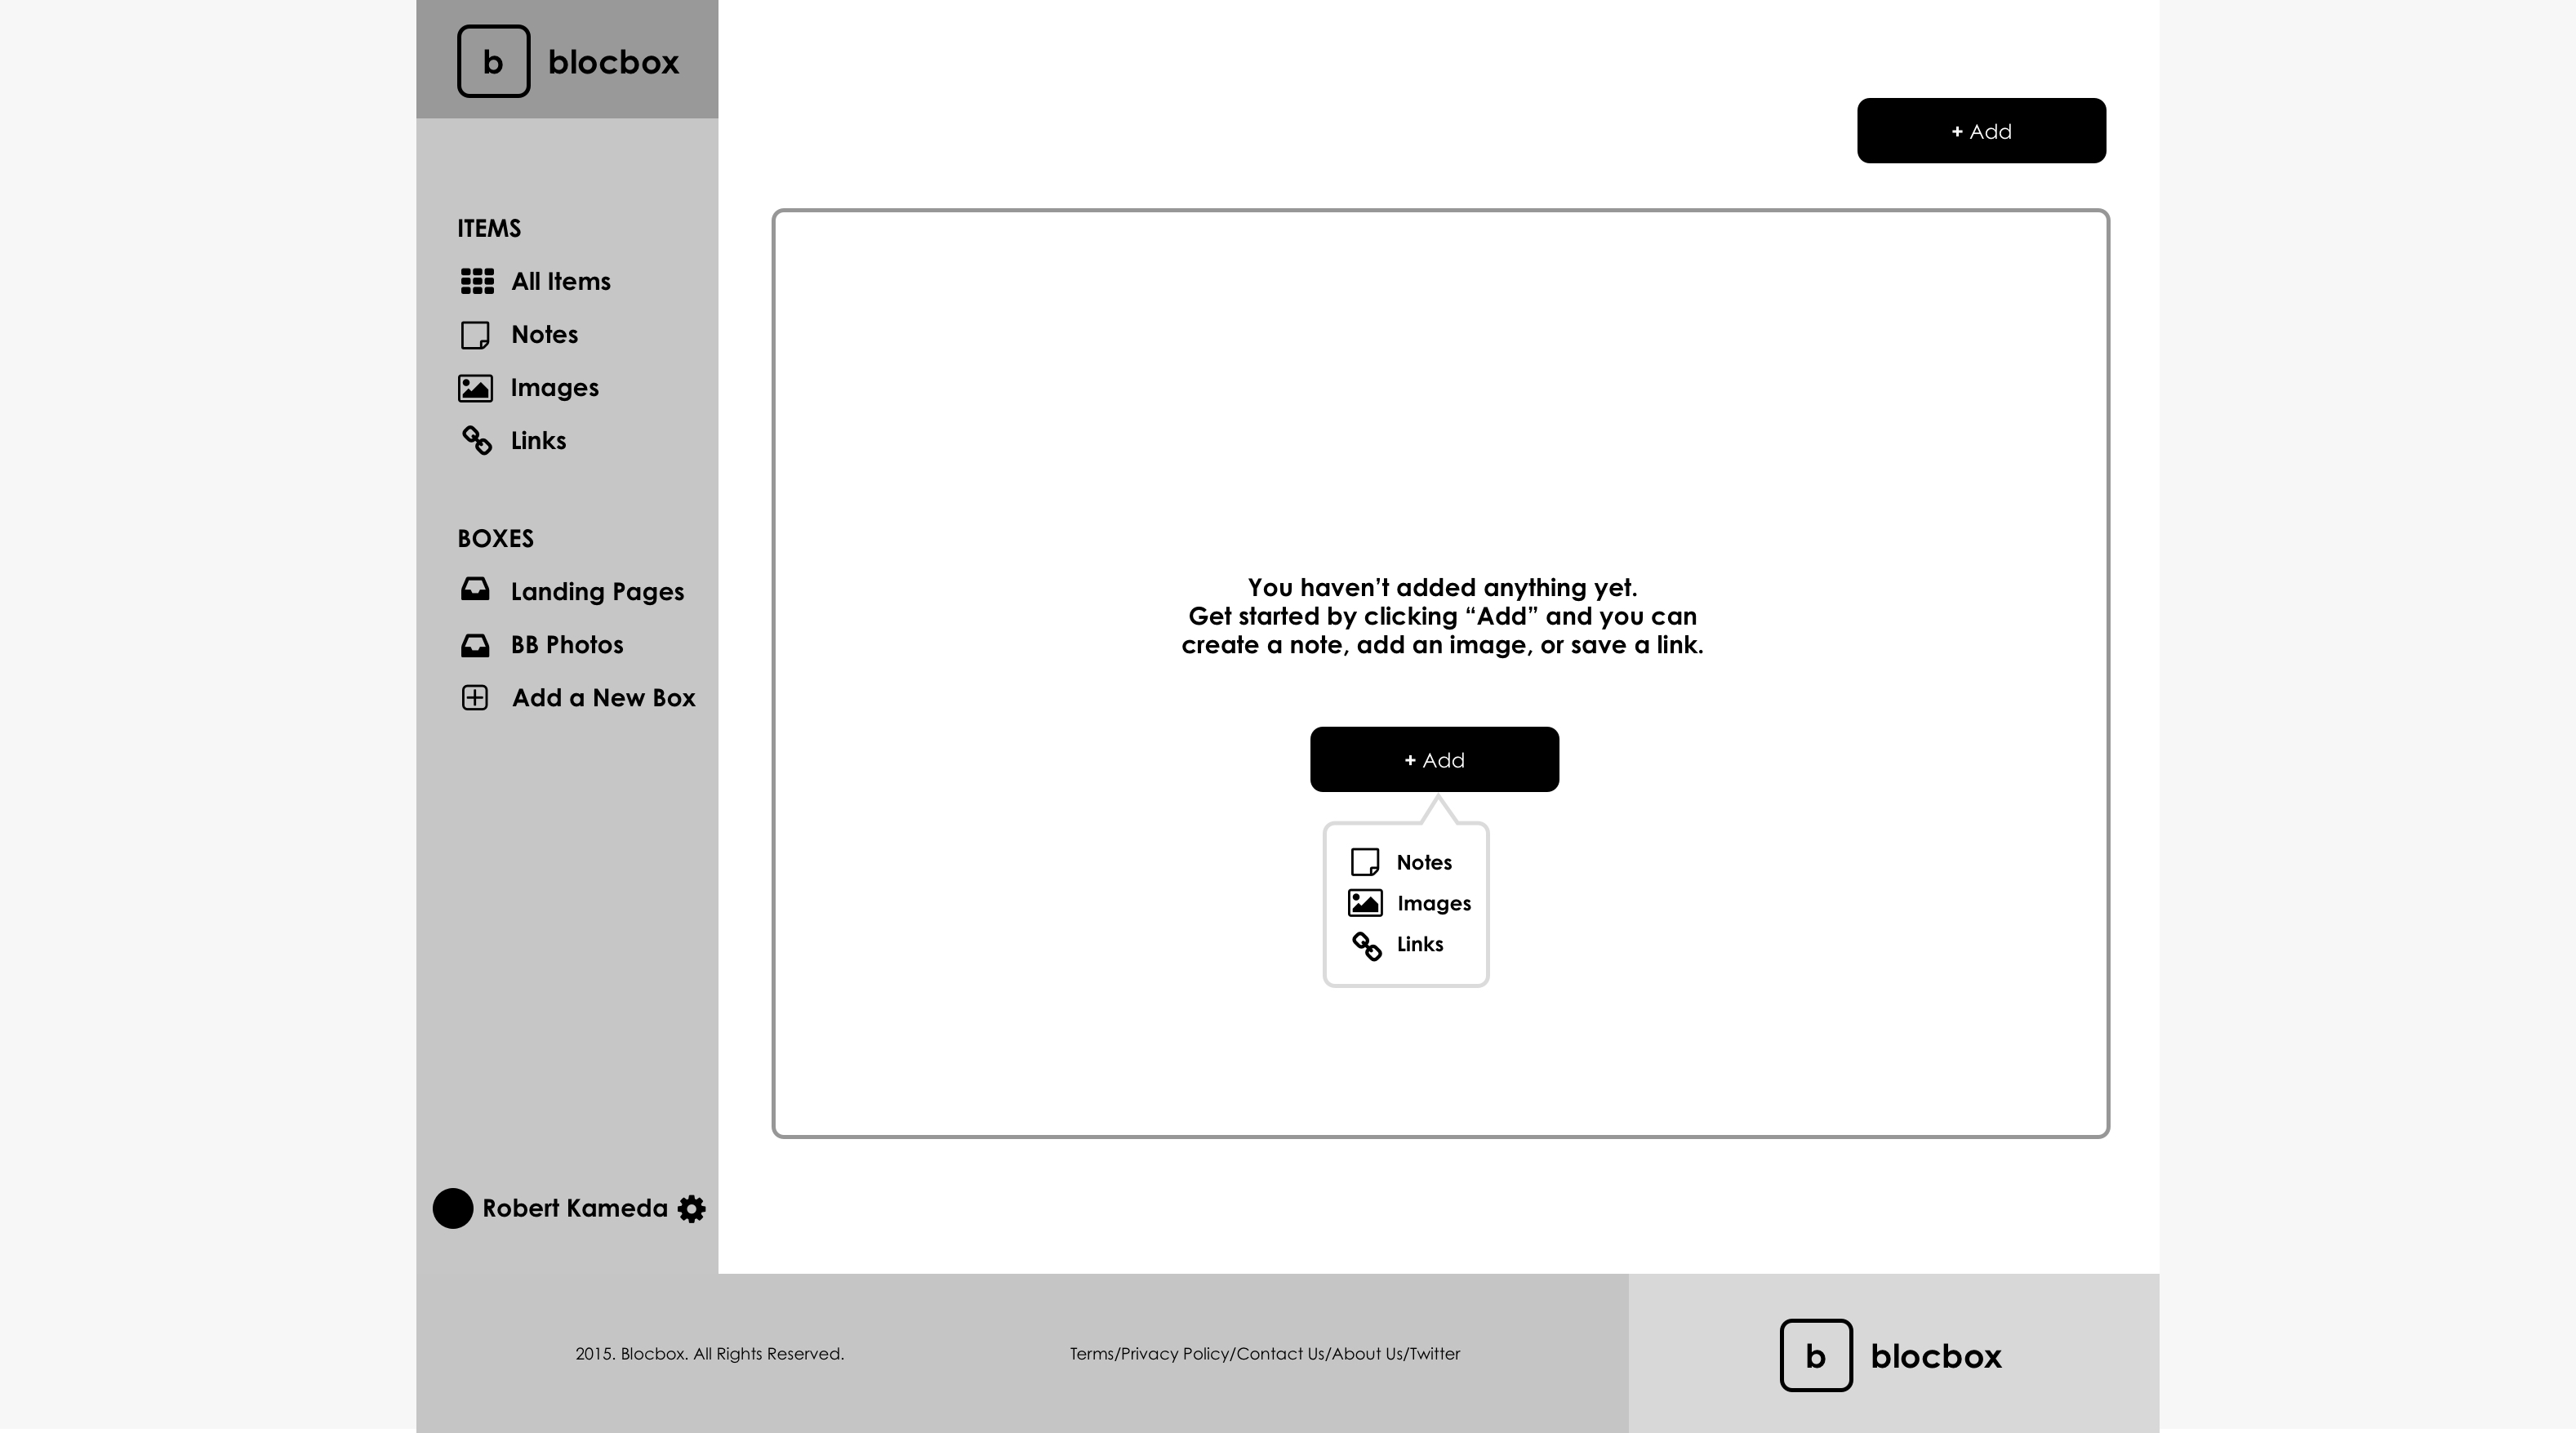 b blocbox
+ Add
ITEMS
All Items
Notes
Images
Links
BOXES
Landing Pages
BB Photos
Add a New Box
You haven’t added anything yet.
Get started by clicking “Add” and you can
create a note, add an image, or save a link.
+ Add
Notes
Images
Links
Robert Kameda
2015. Blocbox. All Rights Reserved.
Terms/Privacy Policy/Contact Us/About Us/Twitter
b blocbox